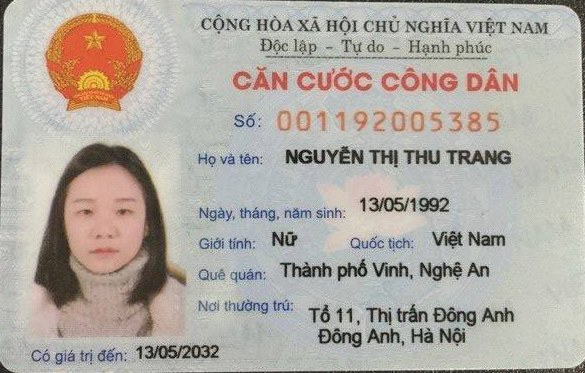 CỘNG HÒA XÃ HỘI CHỦ NGHĨA VIỆT NAM
Độc lập - Tự do - Hạnh phúc
CĂN CƯỚC CÔNG DÂN
Số: 001192005385
Họ và tên: NGUYỄN THỊ THU TRANG
Ngày, tháng, năm sinh: 13/05/1992
Giới tính: Nữ Quốc tịch: Việt Nam
Quê quán: Thành phố Vinh, Nghệ An
Nơi thường trú: Tổ 11, Thị trấn Đông Anh
Đông Anh, Hà Nội
Có giá trị đến: 13/05/2032